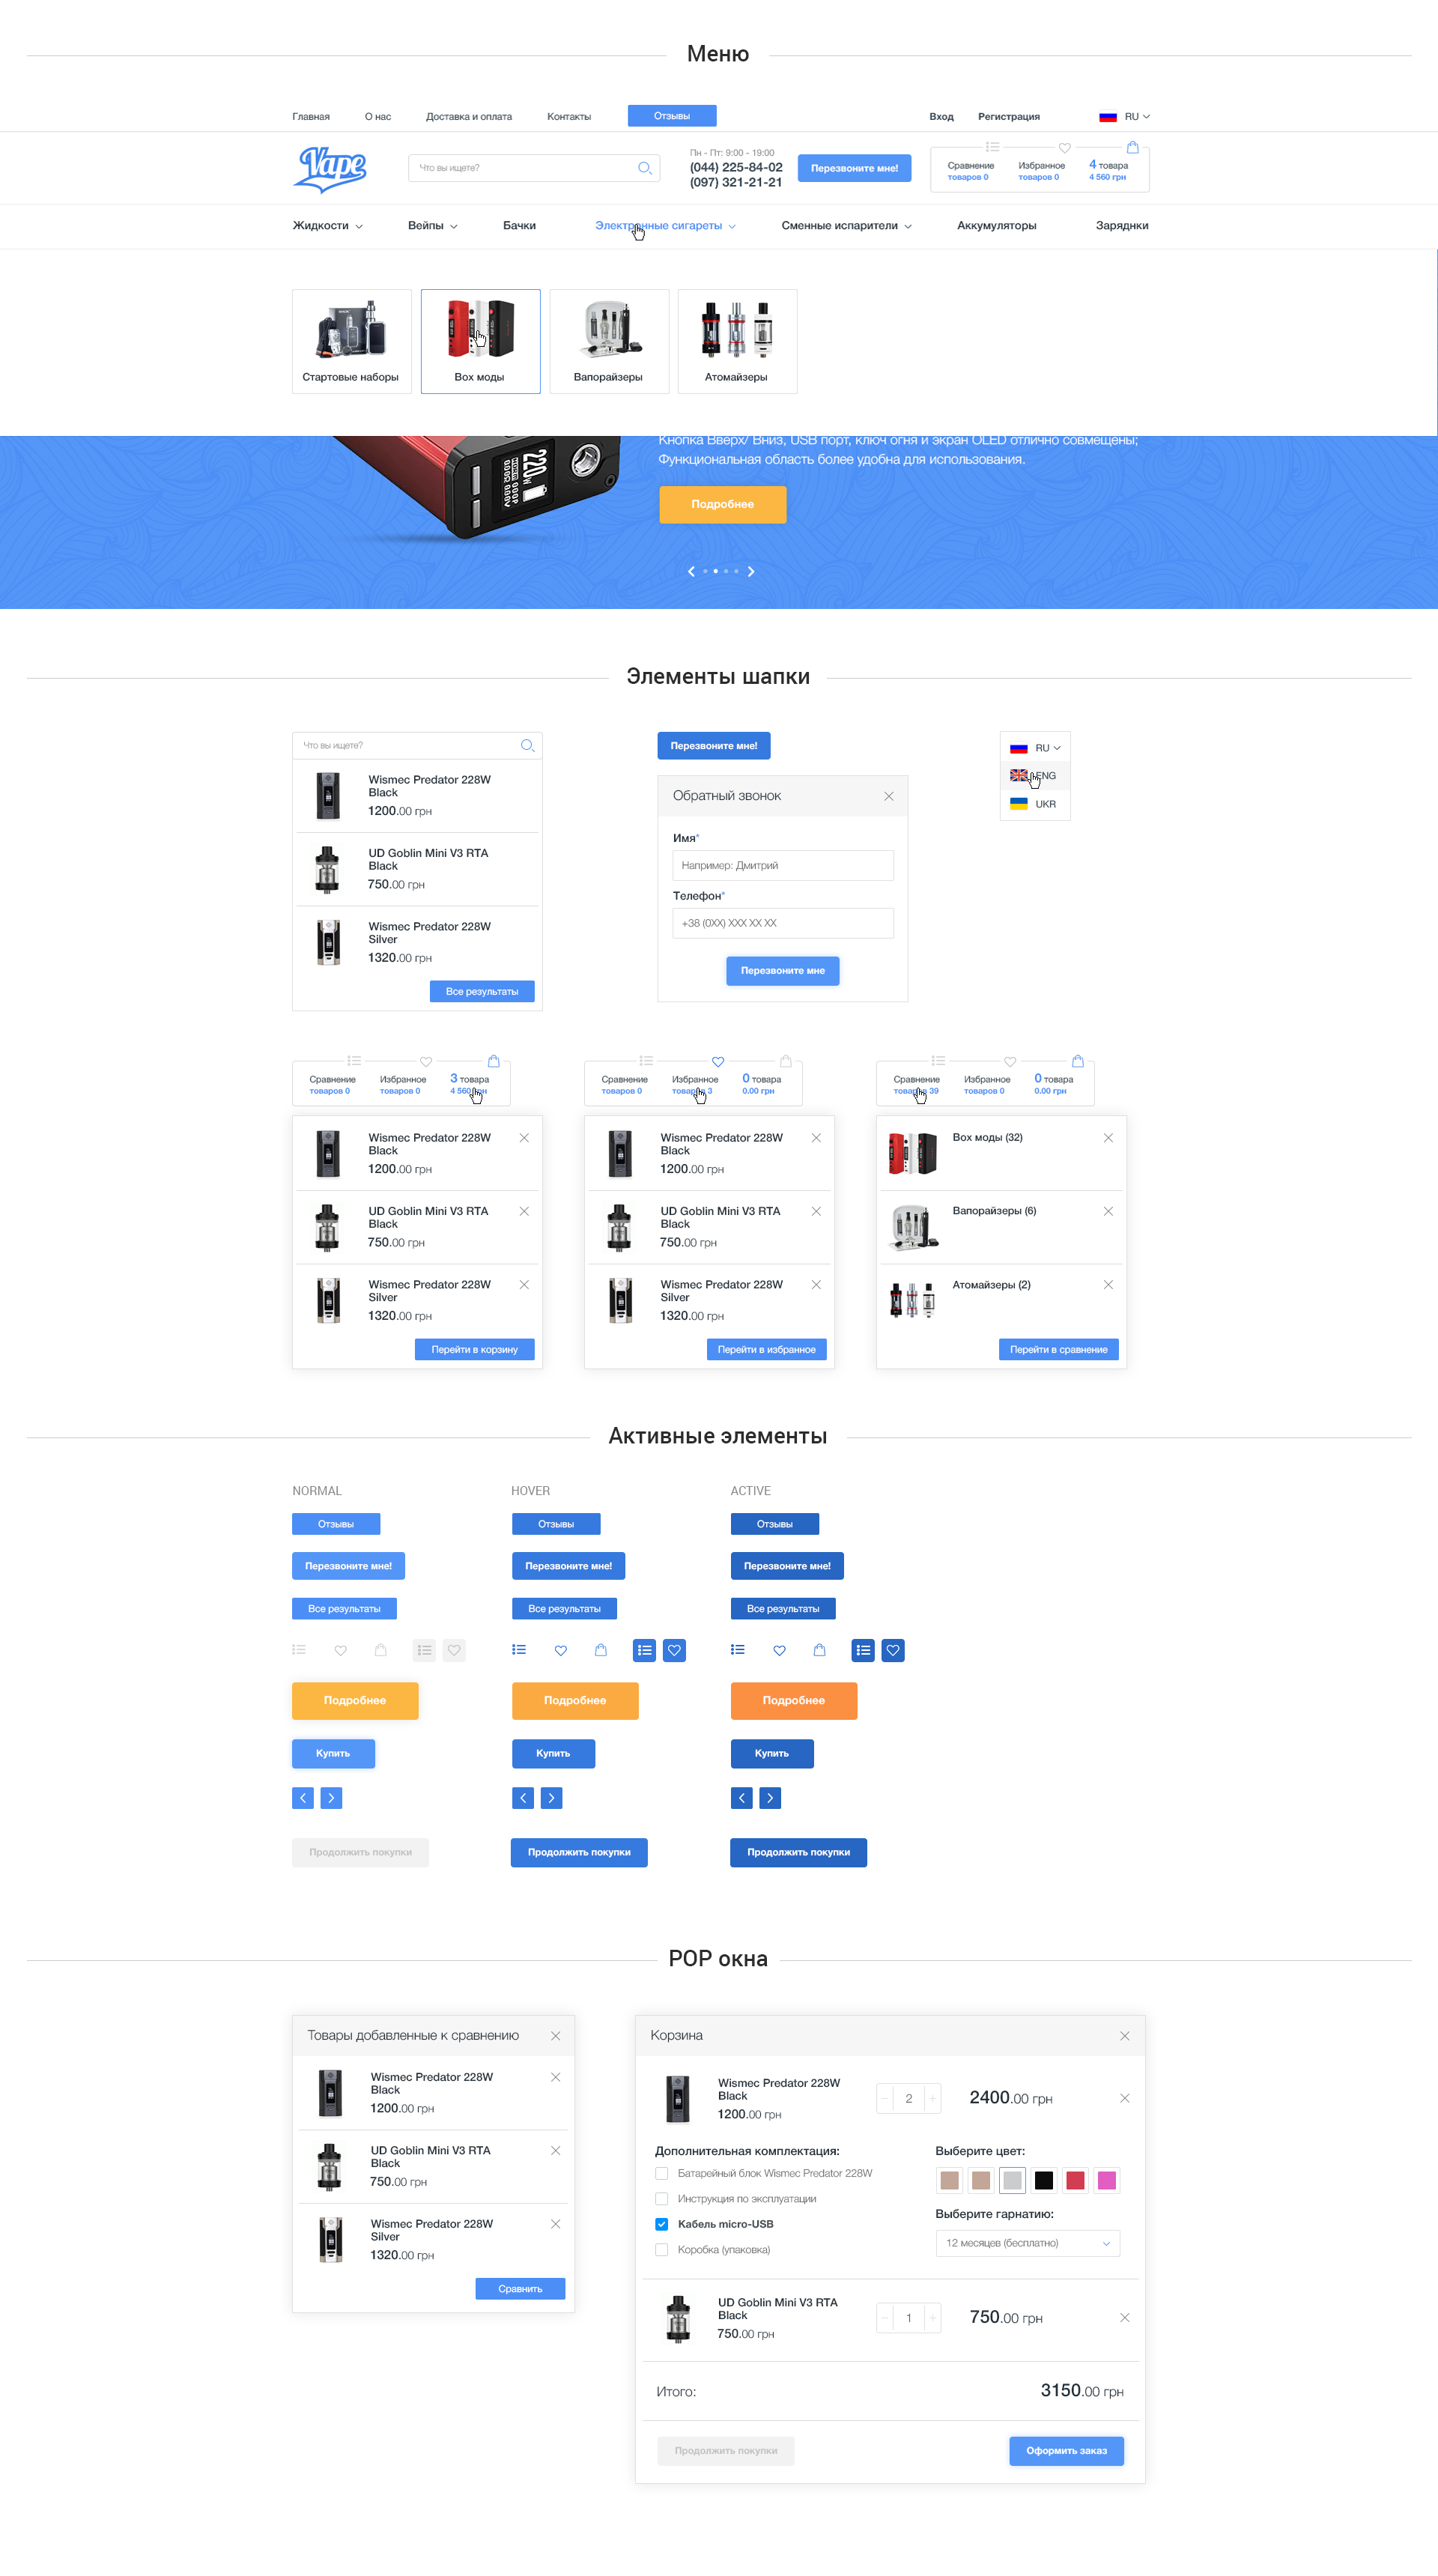 Меню
Главная О нас Доставка и оплата Контакты Отзывы Вход Регистрация RU
Vape
Что вы ищете?
Пн - Пт: 9:00 - 19:00
(044) 225-84-02
(097) 321-21-21
Перезвоните мне!
Сравнение Избранное 4 товара
товаров 0 товаров 0 4 560 грн
Жидкости Вейпы Бачки Электронные сигареты Сменные испарители Аккумуляторы Заряднки
Стартовые наборы Box моды Вапорайзеры Атомайзеры
Кнопка Вверх/ Вниз, USB порт, ключ огня и экран OLED отлично совмещены;
Функциональная область более удобна для использования.
220W
Подробнее
Элементы шапки
Что вы ищете?
Wismec Predator 228W
Black
1200.00 грн
UD Goblin Mini V3 RTA
Black
750.00 грн
Wismec Predator 228W
Silver
1320.00 грн
Все результаты
Перезвоните мне!
Обратный звонок
Имя*
Например: Дмитрий
Телефон*
+38 (0XX) XXX XX XX
Перезвоните мне
RU
ENG
UKR
Сравнение Избранное 3 товара
товаров 0 товаров 0 4 560 грн
Wismec Predator 228W
Black
1200.00 грн
UD Goblin Mini V3 RTA
Black
750.00 грн
Wismec Predator 228W
Silver
1320.00 грн
Перейти в корзину
Сравнение Избранное 0 товара
товаров 0 товаров 3 0.00 грн
Wismec Predator 228W
Black
1200.00 грн
UD Goblin Mini V3 RTA
Black
750.00 грн
Wismec Predator 228W
Silver
1320.00 грн
Перейти в избранное
Сравнение Избранное 0 товара
товаров 39 товаров 0 0.00 грн
Box моды (32)
Вапорайзеры (6)
Атомайзеры (2)
Перейти в сравнение
Активные элементы
NORMAL HOVER ACTIVE
Отзывы Отзывы Отзывы
Перезвоните мне! Перезвоните мне! Перезвоните мне!
Все результаты Все результаты Все результаты
Подробнее Подробнее Подробнее
Купить Купить Купить
Продолжить покупки Продолжить покупки Продолжить покупки
POP окна
Товары добавленные к сравнению
Wismec Predator 228W
Black
1200.00 грн
UD Goblin Mini V3 RTA
Black
750.00 грн
Wismec Predator 228W
Silver
1320.00 грн
Сравнить
Корзина
Wismec Predator 228W
Black
1200.00 грн
2
2400.00 грн
Дополнительная комплектация:
Батарейный блок Wismec Predator 228W
Инструкция по эксплуатации
Кабель micro-USB
Коробка (упаковка)
Выберите цвет:
Выберите гарнатию:
12 месяцев (бесплатно)
UD Goblin Mini V3 RTA
Black
750.00 грн
1
750.00 грн
Итого: 3150.00 грн
Продолжить покупки Оформить заказ